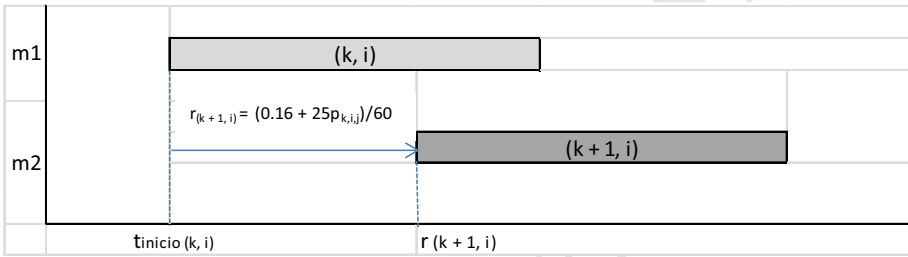 m1
(k, i)
r(k + 1, i) = (0.16 + 25pk,i,j)/60
(k + 1, i)
m2
tinicio (k, i)
r (k + 1, i)